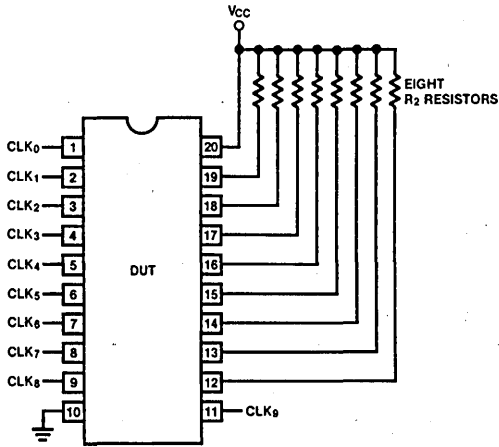 VCC
EIGHT
R2 RESISTORS
CLK0 1 20
CLK1 2 19
CLK2 3 18
CLK3 4 17
CLK4 5 16
DUT
CLK5 6 15
CLK6 7 14
CLK7 8 13
CLK8 9 12
10 11 CLK9